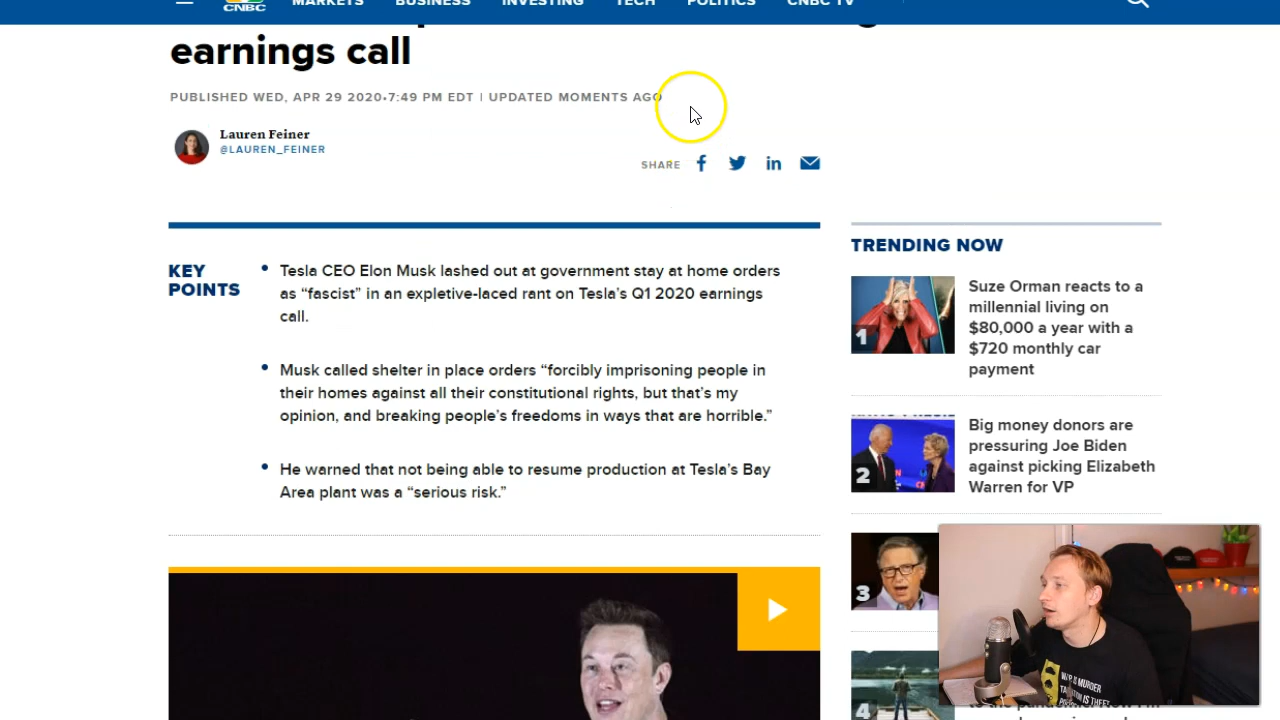 CNBC
MARKETS
BUSINESS
INVESTING
TECH
POLITICS
CNBC TV
earnings call
PUBLISHED WED, APR 29 2020•7:49 PM EDT | UPDATED MOMENTS AGO
Lauren Feiner
@LAUREN_FEINER
SHARE
KEY
POINTS
• Tesla CEO Elon Musk lashed out at government stay at home orders
as “fascist” in an expletive-laced rant on Tesla’s Q1 2020 earnings
call.
• Musk called shelter in place orders “forcibly imprisoning people in
their homes against all their constitutional rights, but that’s my
opinion, and breaking people’s freedoms in ways that are horrible.”
• He warned that not being able to resume production at Tesla’s Bay
Area plant was a “serious risk.”
TRENDING NOW
1
Suze Orman reacts to a
millennial living on
$80,000 a year with a
$720 monthly car
payment
2
Big money donors are
pressuring Joe Biden
against picking Elizabeth
Warren for VP
3
4
WAR IS MURDER